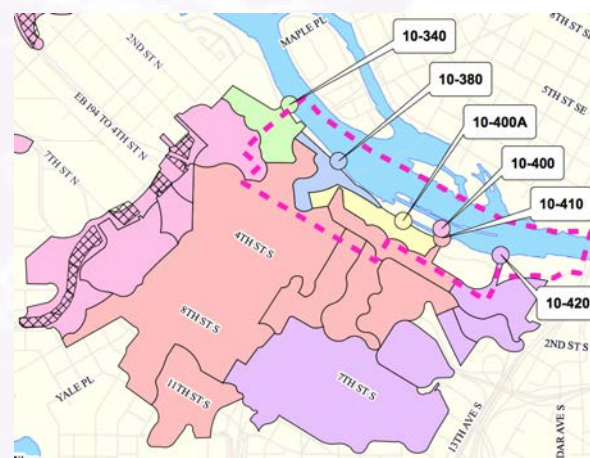 MAPLE PL
10-340
8TH ST SE
2ND ST N
10-380
5TH ST SE
EB I94 TO 4TH ST N
10-400A
10-400
7TH ST N
10-410
4TH ST S
10-420
8TH ST S
2ND ST S
YALE PL
11TH ST S
7TH ST S
13TH AVE S
DAR AVE S